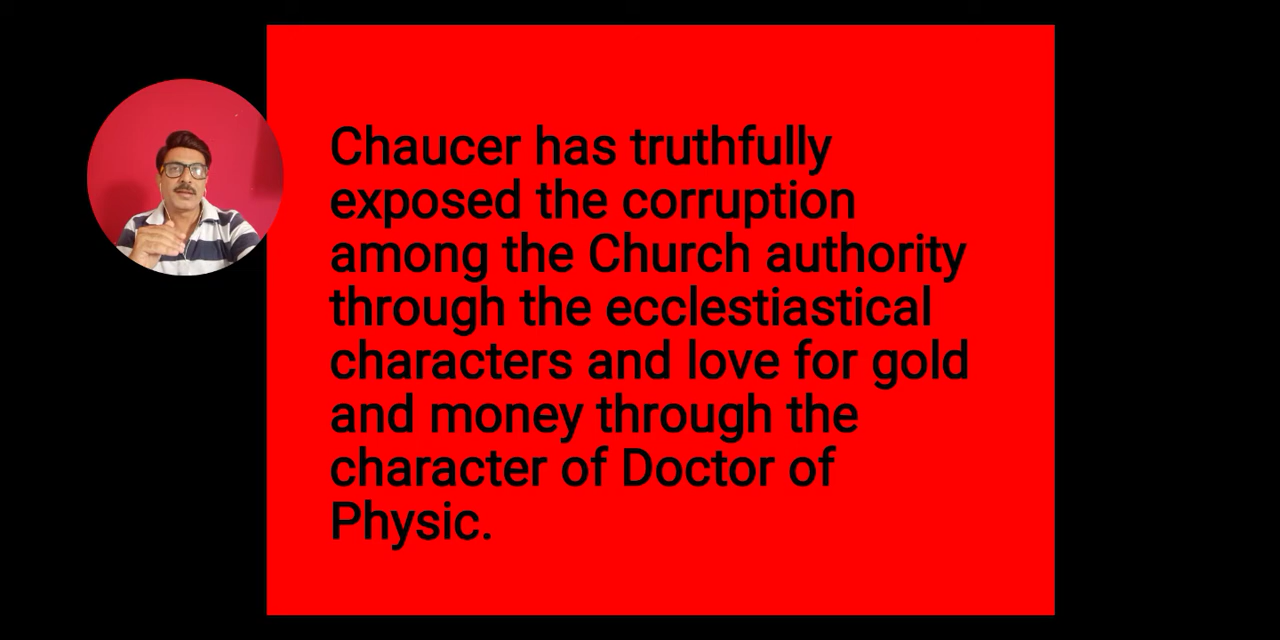 Chaucer has truthfully
exposed the corruption
among the Church authority
through the ecclestiastical
characters and love for gold
and money through the
character of Doctor of
Physic.